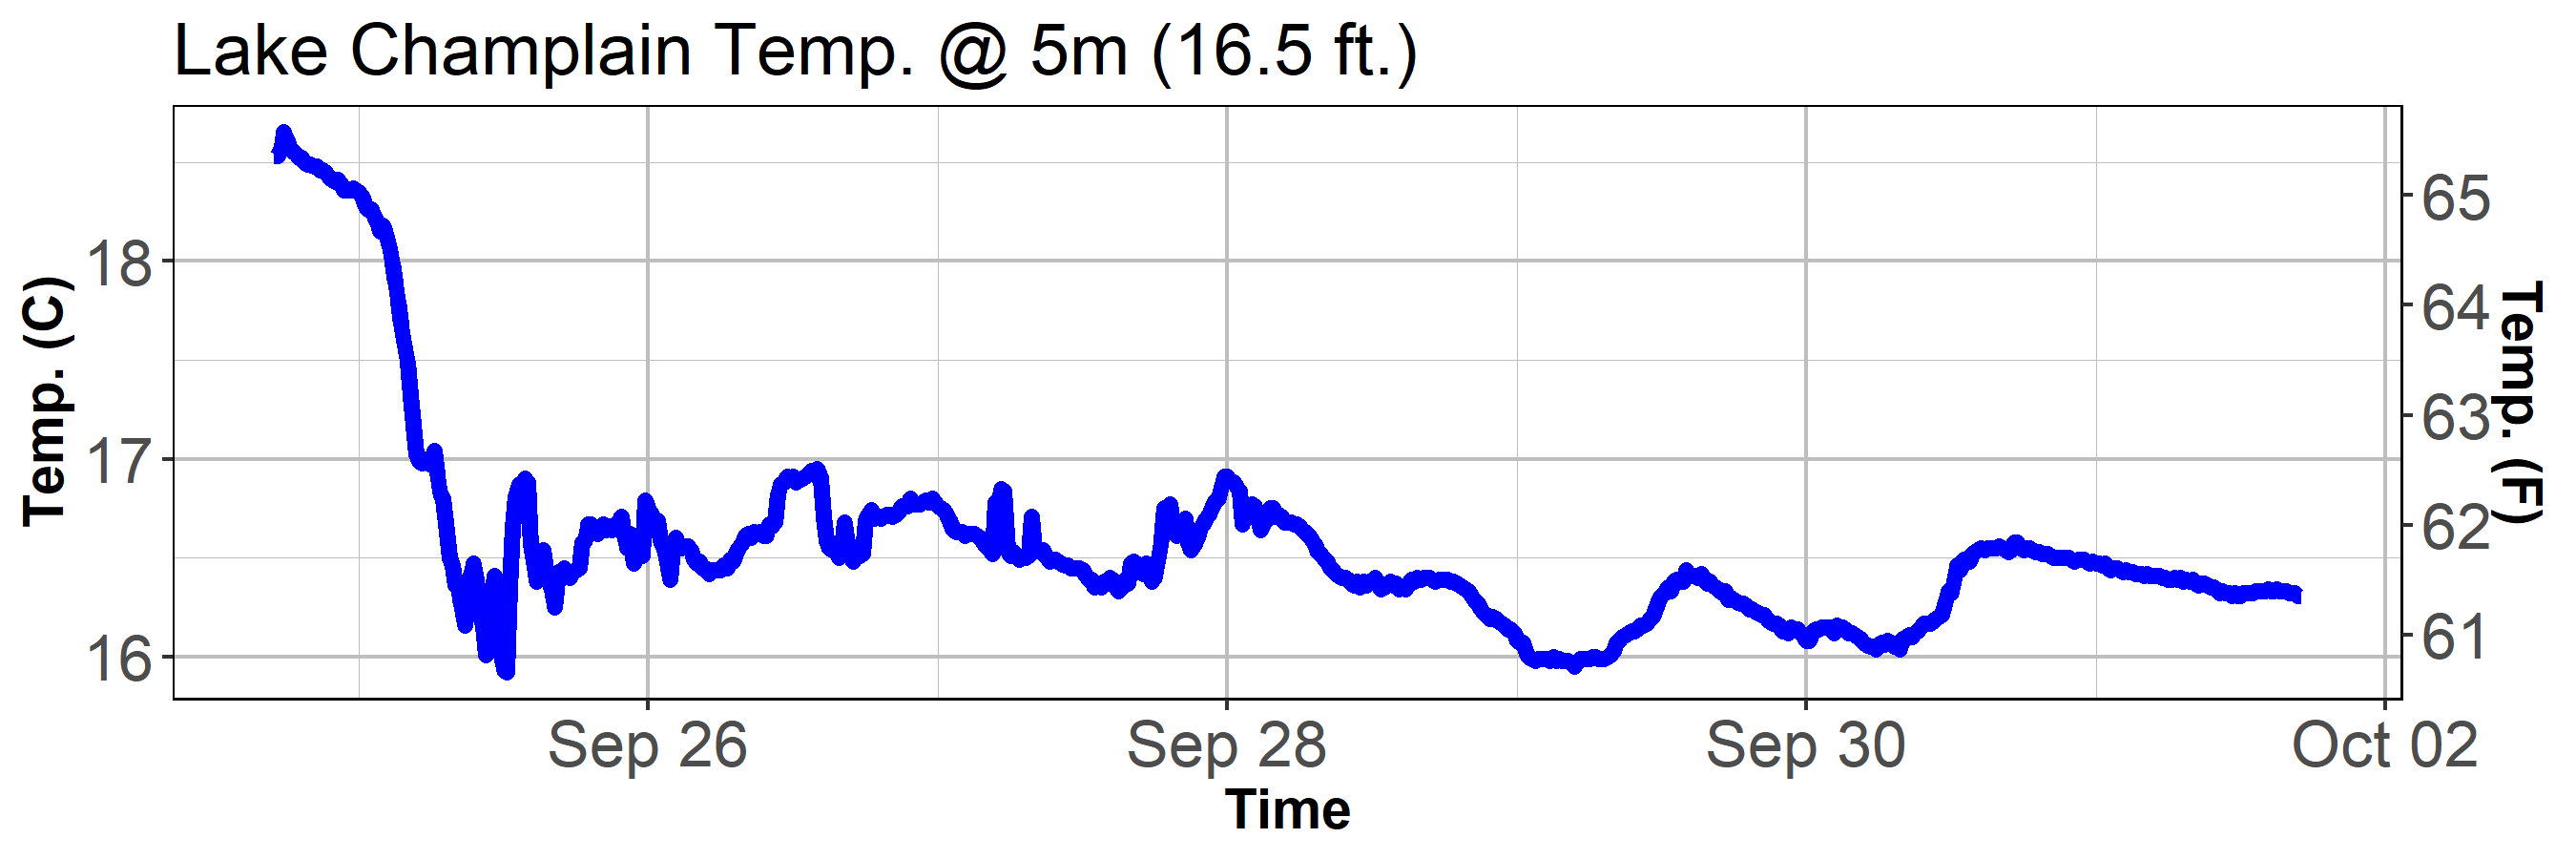 Lake Champlain Temp. @ 5m (16.5 ft.)
Temp. (C)
18
17
16
65
64
63
62
61
Temp. (F)
Sep 26
Sep 28
Sep 30
Oct 02
Time